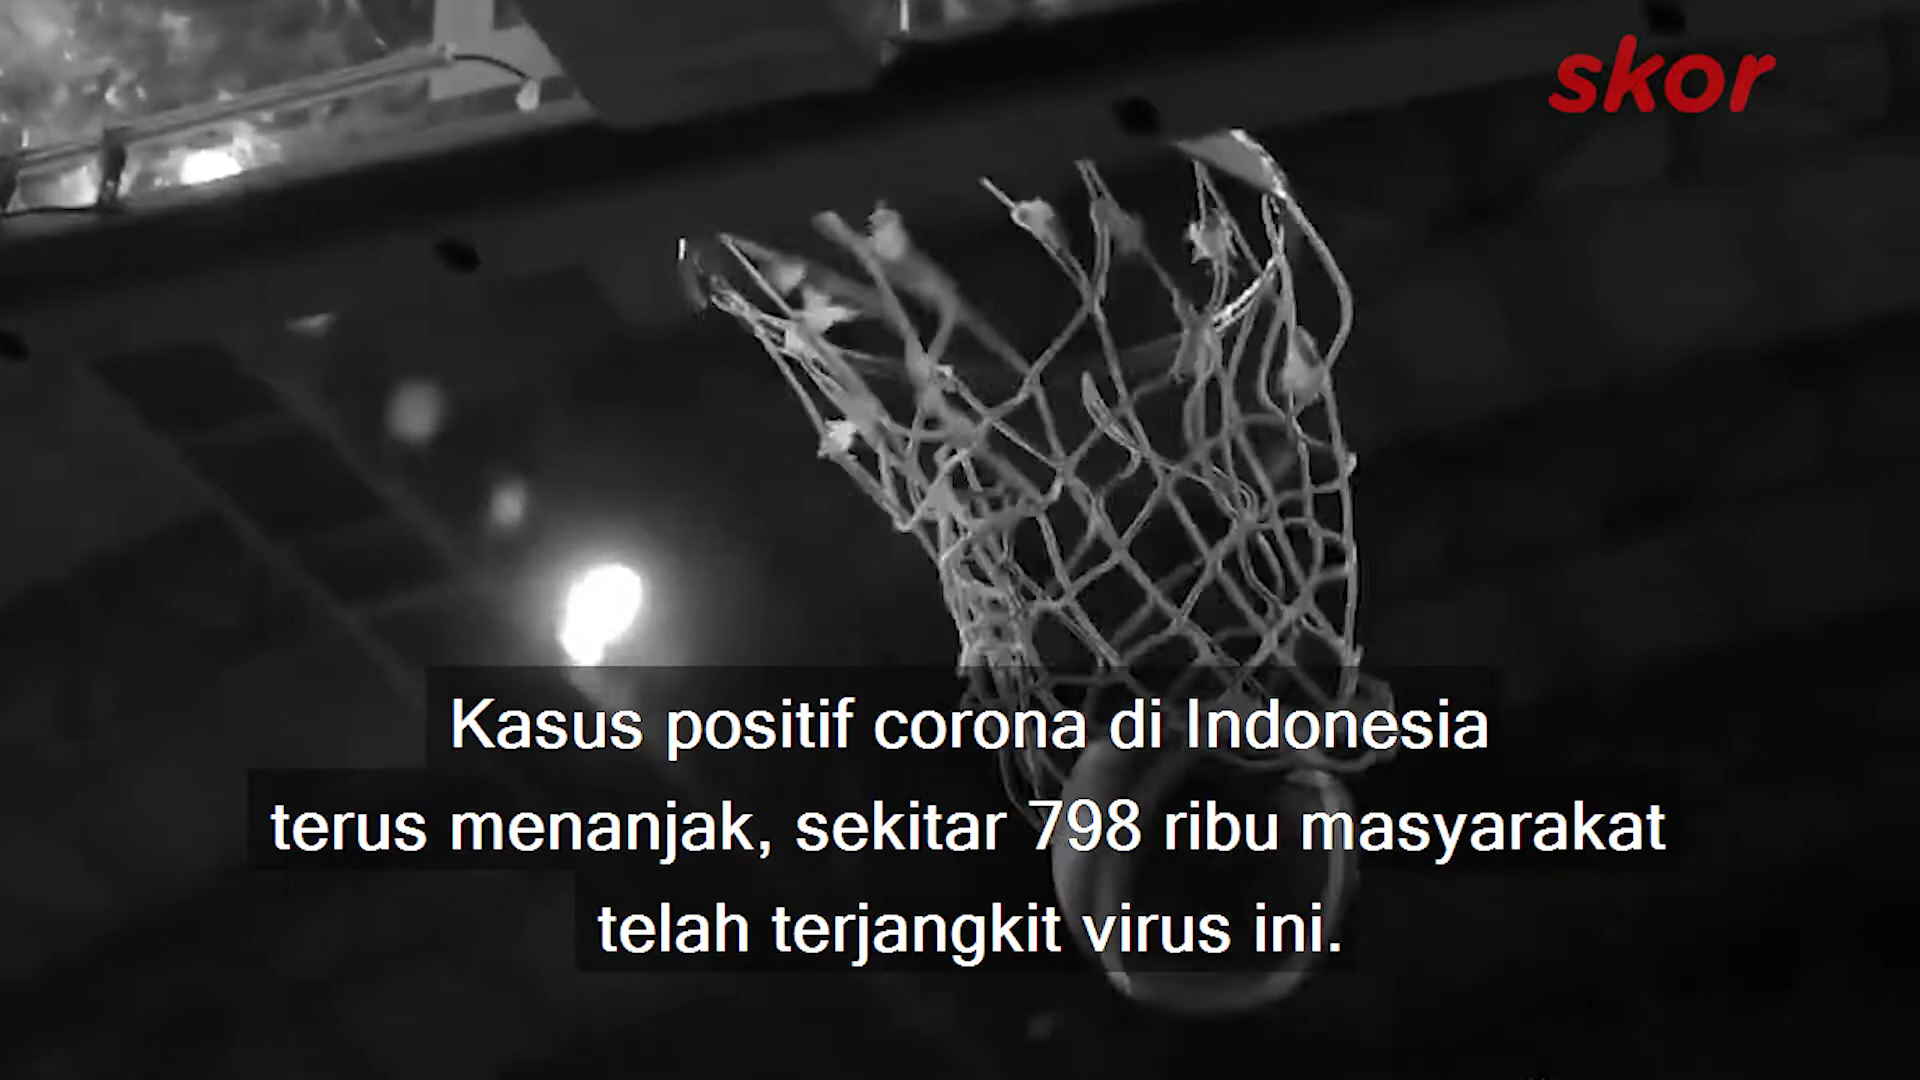 skor
Kasus positif corona di Indonesia
terus menanjak, sekitar 798 ribu masyarakat
telah terjangkit virus ini.